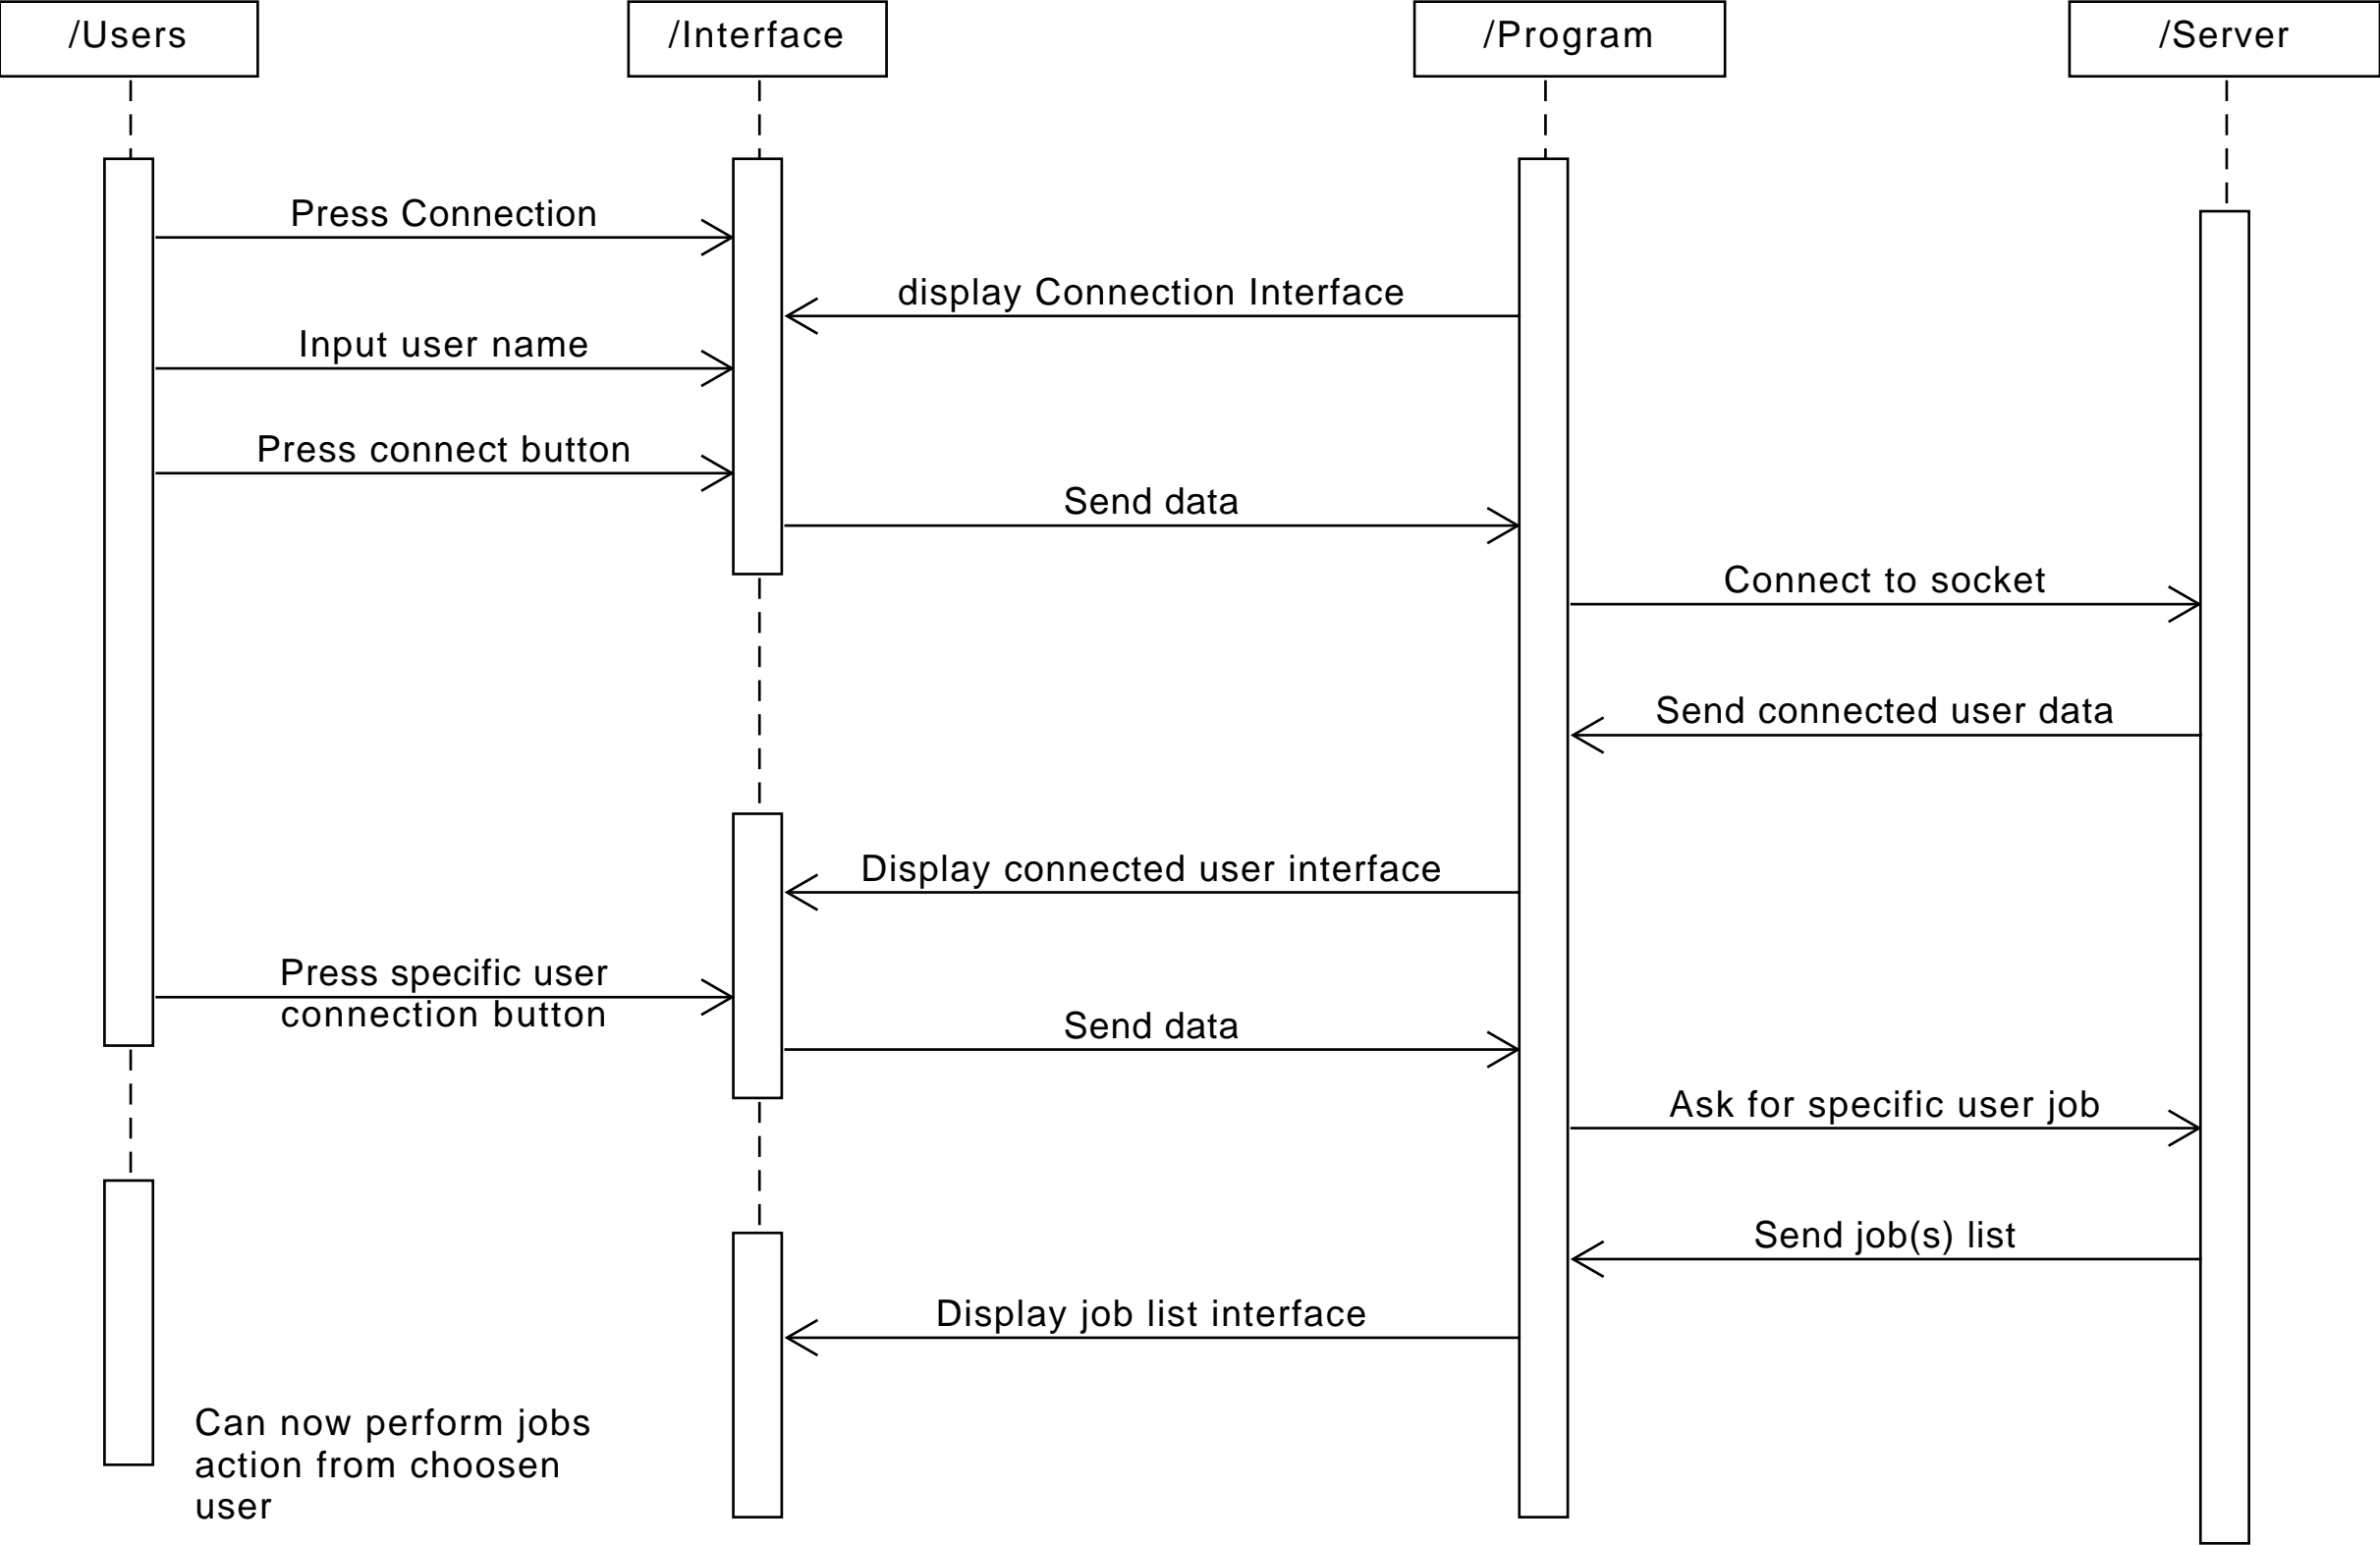 /Users
/Interface
/Program
/Server
Press Connection
display Connection Interface
Input user name
Press connect button
Send data
Connect to socket
Send connected user data
Display connected user interface
Press specific user
connection button
Send data
Ask for specific user job
Send job(s) list
Display job list interface
Can now perform jobs
action from choosen
user